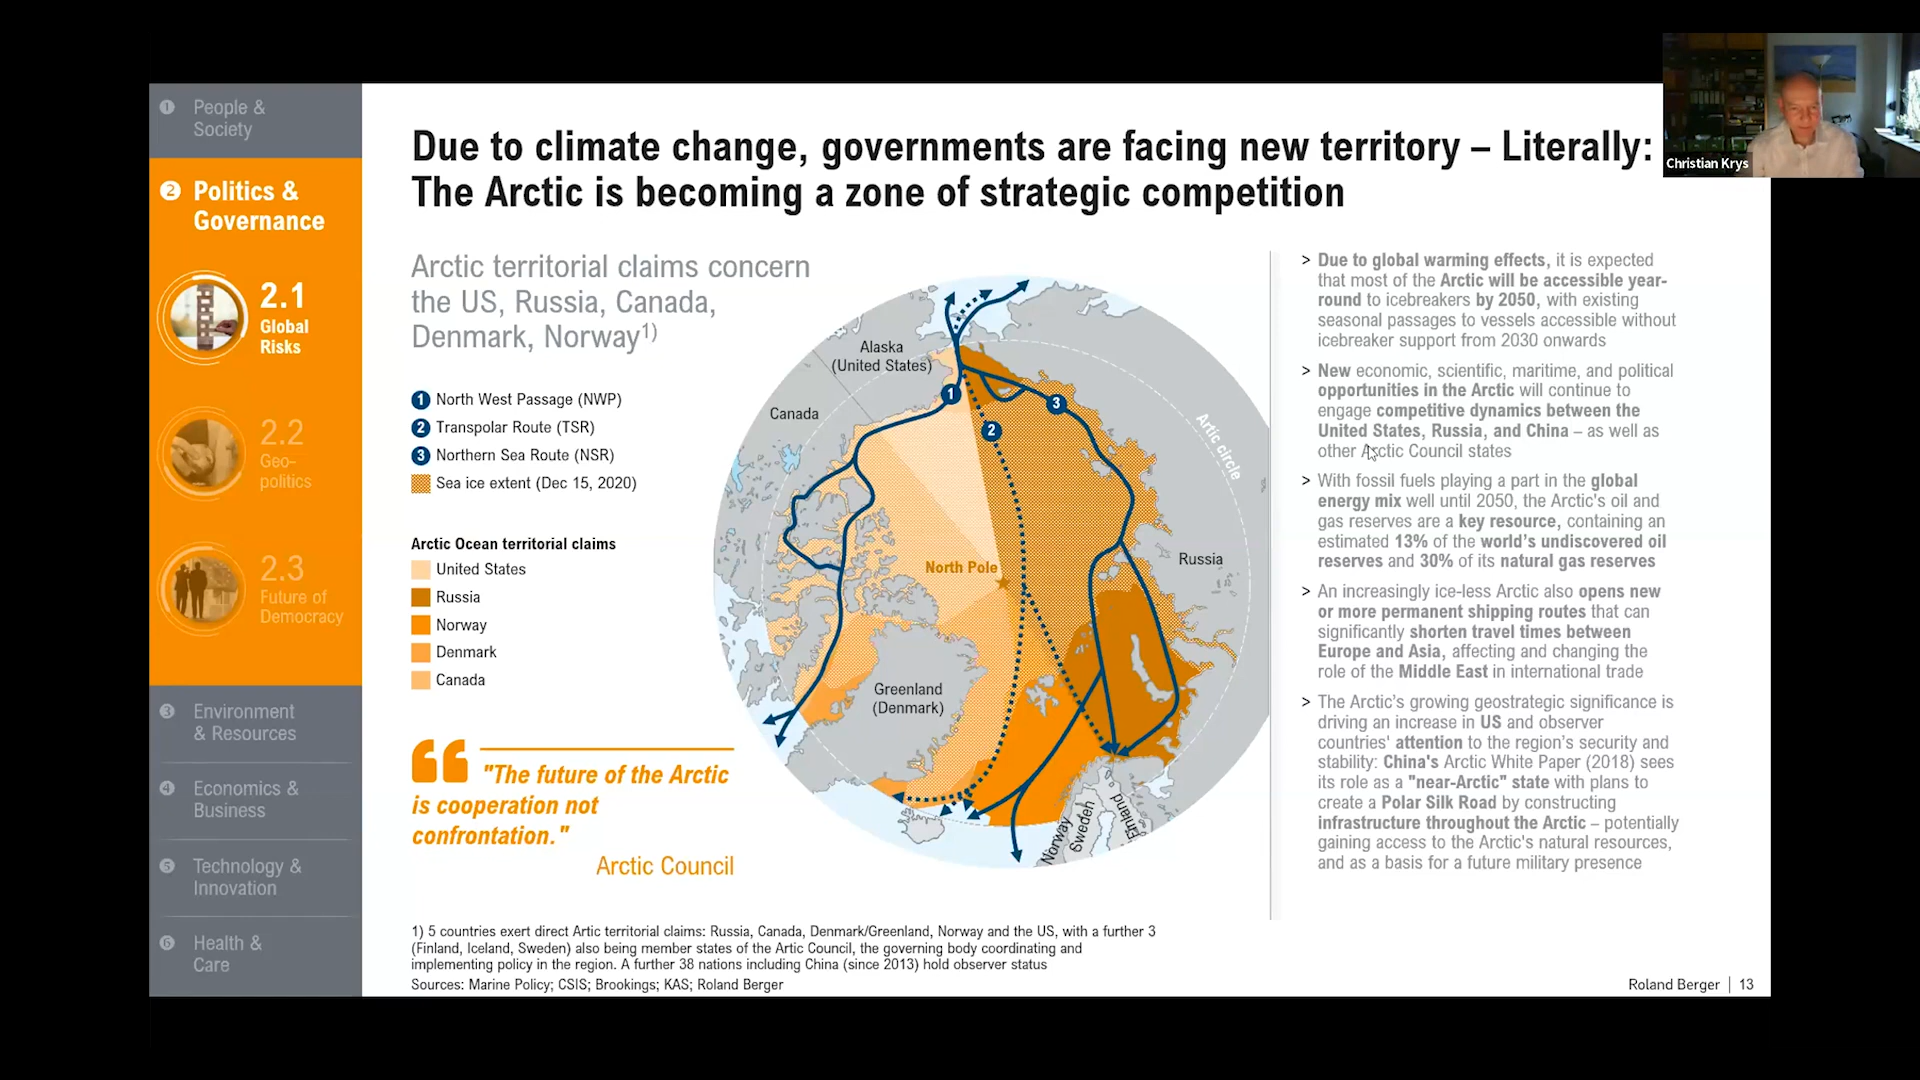 1 People &
Society
2 Politics &
Governance
2.1
Global
Risks
2.2
Geo-
politics
2.3
Future of
Democracy
3 Environment
& Resources
4 Economics &
Business
5 Technology &
Innovation
6 Health &
Care
Due to climate change, governments are facing new territory – Literally:
The Arctic is becoming a zone of strategic competition
Christian Krys
Arctic territorial claims concern
the US, Russia, Canada,
Denmark, Norway1)
1 North West Passage (NWP)
2 Transpolar Route (TSR)
3 Northern Sea Route (NSR)
Sea ice extent (Dec 15, 2020)
Arctic Ocean territorial claims
United States
Russia
Norway
Denmark
Canada
"The future of the Arctic
is cooperation not
confrontation."
Arctic Council
Alaska
(United States)
Canada
1
2
3
Artic circle
North Pole
Russia
Greenland
(Denmark)
Norway
Sweden
Finland
> Due to global warming effects, it is expected
that most of the Arctic will be accessible year-
round to icebreakers by 2050, with existing
seasonal passages to vessels accessible without
icebreaker support from 2030 onwards
> New economic, scientific, maritime, and political
opportunities in the Arctic will continue to
engage competitive dynamics between the
United States, Russia, and China – as well as
other Arctic Council states
> With fossil fuels playing a part in the global
energy mix well until 2050, the Arctic's oil and
gas reserves are a key resource, containing an
estimated 13% of the world's undiscovered oil
reserves and 30% of its natural gas reserves
> An increasingly ice-less Arctic also opens new
or more permanent shipping routes that can
significantly shorten travel times between
Europe and Asia, affecting and changing the
role of the Middle East in international trade
> The Arctic's growing geostrategic significance is
driving an increase in US and observer
countries' attention to the region's security and
stability: China's Arctic White Paper (2018) sees
its role as a "near-Arctic" state with plans to
create a Polar Silk Road by constructing
infrastructure throughout the Arctic – potentially
gaining access to the Arctic's natural resources,
and as a basis for a future military presence
1) 5 countries exert direct Artic territorial claims: Russia, Canada, Denmark/Greenland, Norway and the US, with a further 3
(Finland, Iceland, Sweden) also being member states of the Artic Council, the governing body coordinating and
implementing policy in the region. A further 38 nations including China (since 2013) hold observer status
Sources: Marine Policy; CSIS; Brookings; KAS; Roland Berger
Roland Berger | 13